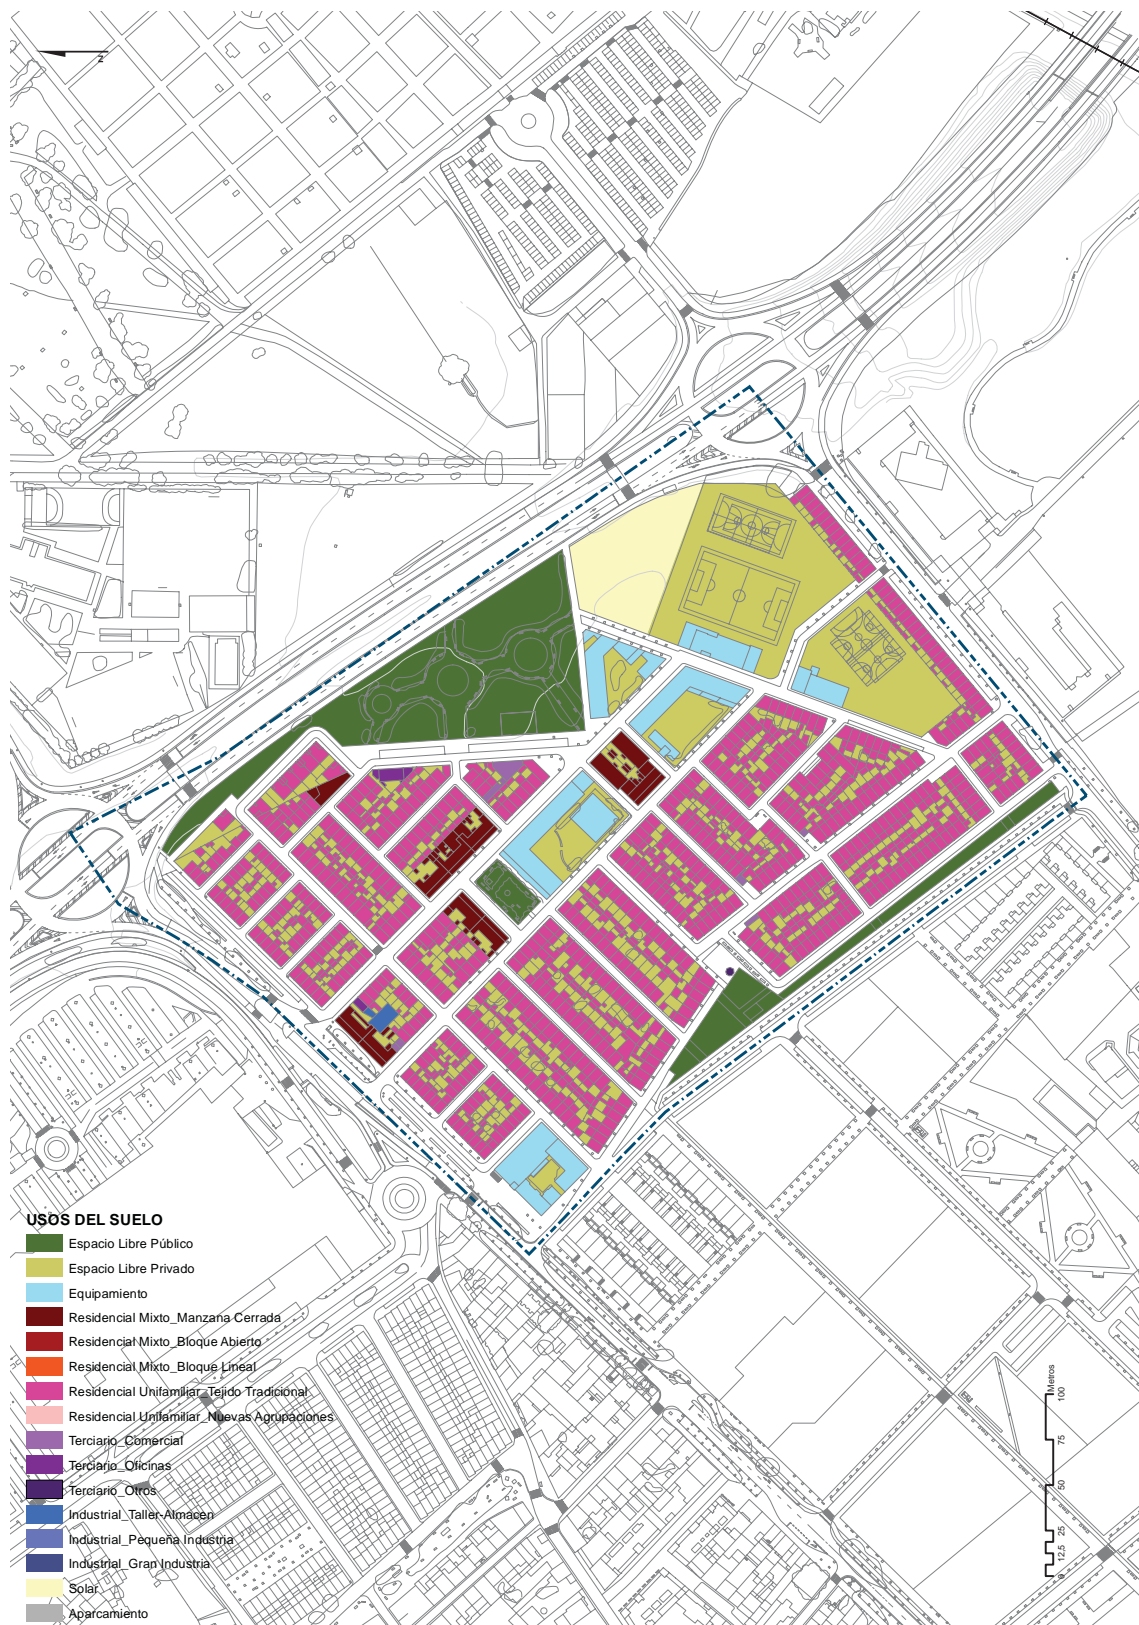 z
USOS DEL SUELO
Espacio Libre Público
Espacio Libre Privado
Equipamiento
Residencial Mixto_Manzana Cerrada
Residencial Mixto_Bloque Abierto
Residencial Mixto_Bloque Lineal
Residencial Unifamiliar_Tejido Tradicional
Residencial Unifamiliar_Nuevas Agrupaciones
Terciario_Comercial
Terciario_Oficinas
Terciario_Otros
Industrial_Taller-Almacen
Industrial_Pequeña Industria
Industrial_Gran Industria
Solar
Aparcamiento
0 12,5 25 50 75 100
Metros